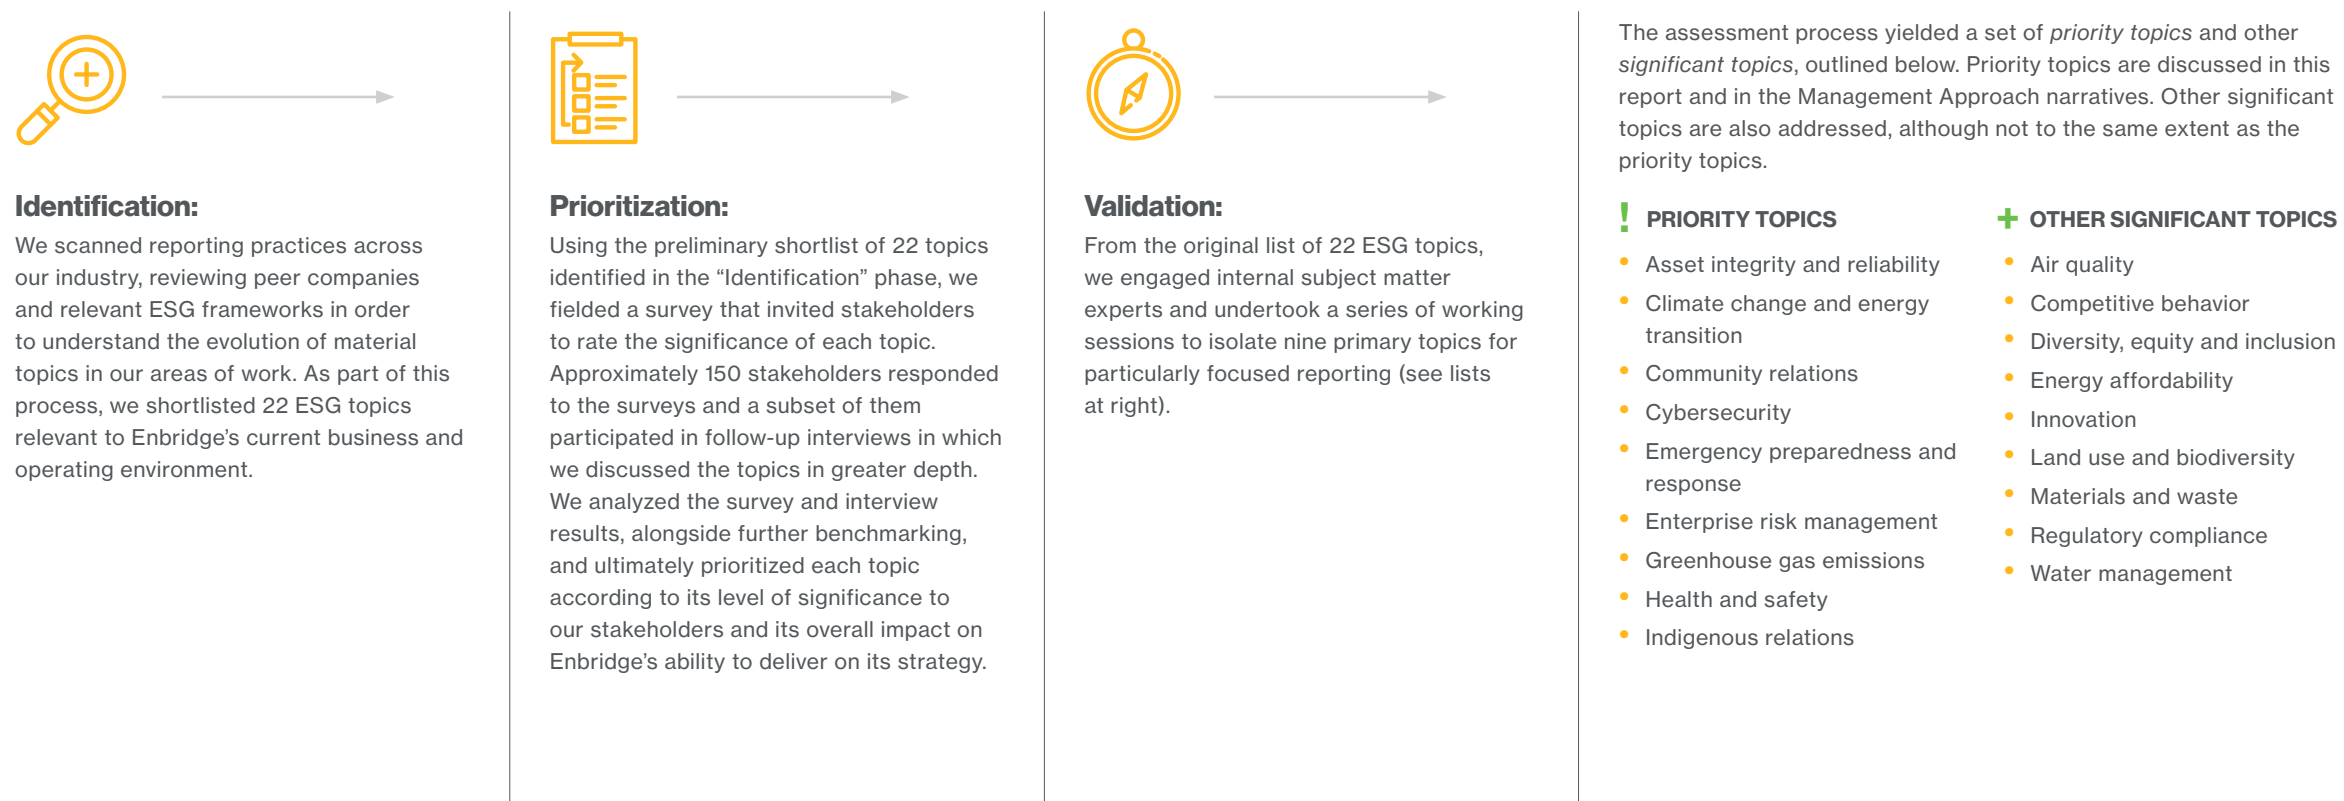 Identification:
We scanned reporting practices across
our industry, reviewing peer companies
and relevant ESG frameworks in order
to understand the evolution of material
topics in our areas of work. As part of this
process, we shortlisted 22 ESG topics
relevant to Enbridge’s current business and
operating environment.
Prioritization:
Using the preliminary shortlist of 22 topics
identified in the “Identification” phase, we
fielded a survey that invited stakeholders
to rate the significance of each topic.
Approximately 150 stakeholders responded
to the surveys and a subset of them
participated in follow-up interviews in which
we discussed the topics in greater depth.
We analyzed the survey and interview
results, alongside further benchmarking,
and ultimately prioritized each topic
according to its level of significance to
our stakeholders and its overall impact on
Enbridge’s ability to deliver on its strategy.
Validation:
From the original list of 22 ESG topics,
we engaged internal subject matter
experts and undertook a series of working
sessions to isolate nine primary topics for
particularly focused reporting (see lists
at right).
The assessment process yielded a set of priority topics and other
significant topics, outlined below. Priority topics are discussed in this
report and in the Management Approach narratives. Other significant
topics are also addressed, although not to the same extent as the
priority topics.
! PRIORITY TOPICS
• Asset integrity and reliability
• Climate change and energy
transition
• Community relations
• Cybersecurity
• Emergency preparedness and
response
• Enterprise risk management
• Greenhouse gas emissions
• Health and safety
• Indigenous relations
+ OTHER SIGNIFICANT TOPICS
• Air quality
• Competitive behavior
• Diversity, equity and inclusion
• Energy affordability
• Innovation
• Land use and biodiversity
• Materials and waste
• Regulatory compliance
• Water management